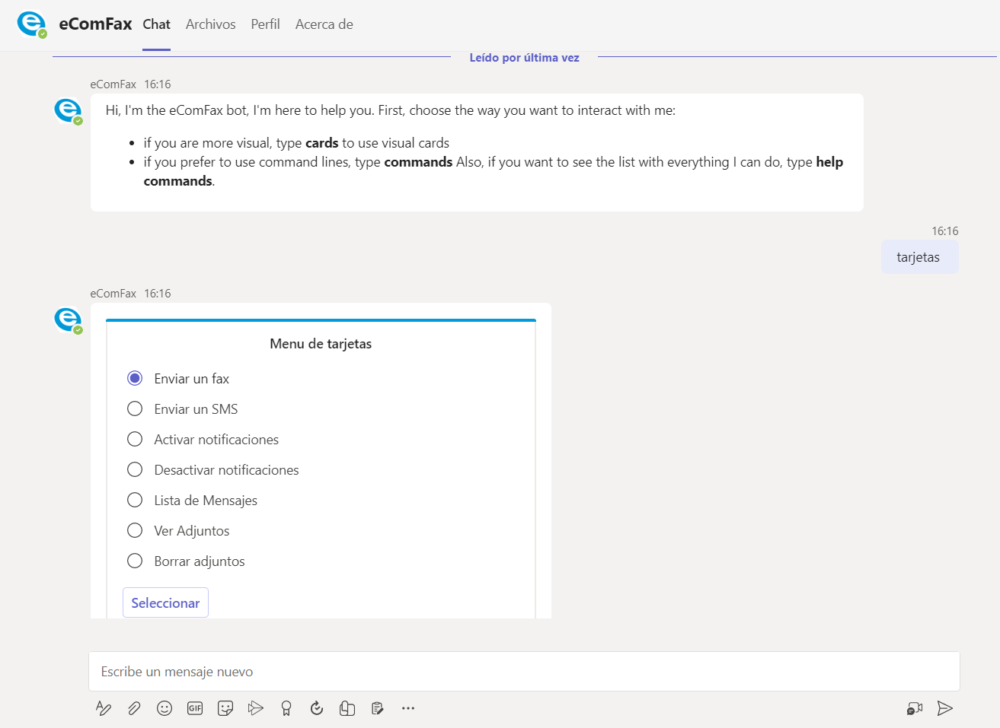 eComFax Chat Archivos Perfil Acerca de
Leído por última vez
eComFax 16:16
Hi, I'm the eComFax bot, I'm here to help you. First, choose the way you want to interact with me:
• if you are more visual, type cards to use visual cards
• if you prefer to use command lines, type commands Also, if you want to see the list with everything I can do, type help
commands.
16:16
tarjetas
eComFax 16:16
Menu de tarjetas
Enviar un fax
Enviar un SMS
Activar notificaciones
Desactivar notificaciones
Lista de Mensajes
Ver Adjuntos
Borrar adjuntos
Seleccionar
Escribe un mensaje nuevo
GIF